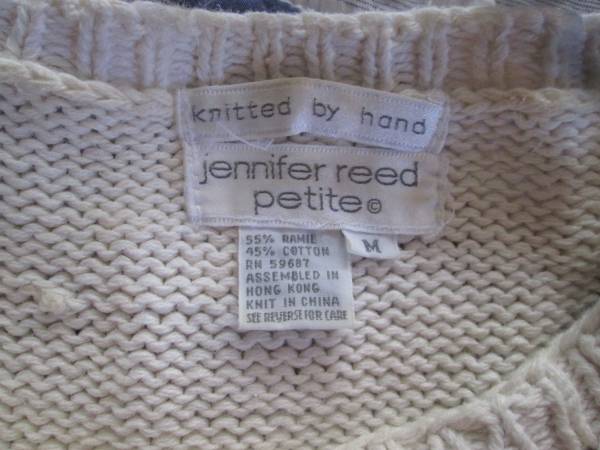 knitted by hand
jennifer reed
petite©
55% RAMIE
45% COTTON
RN 59687
ASSEMBLED IN
HONG KONG
KNIT IN CHINA
SEE REVERSE FOR CARE
M